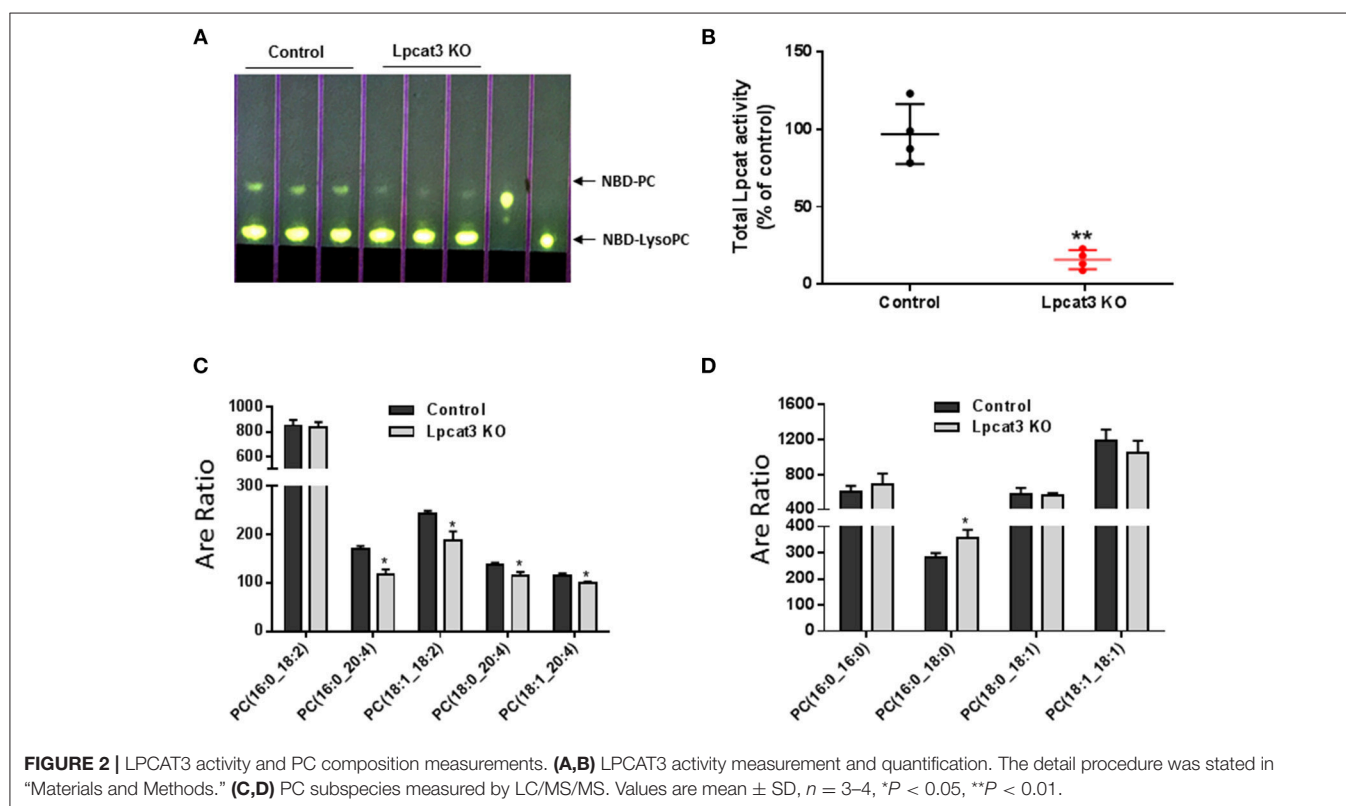 A
Control Lpcat3 KO
NBD-PC
NBD-LysoPC
B
Total Lpcat activity
(% of control)
150
100
50
0
**
Control Lpcat3 KO
C
Are Ratio
1000
800
600
300
200
100
0
Control
Lpcat3 KO
* * * *
PC(16:0_18:2) PC(16:0_20:4) PC(18:1_18:2) PC(18:0_20:4) PC(18:1_20:4)
D
Are Ratio
1600
1200
800
400
400
300
200
100
0
Control
Lpcat3 KO
*
PC(16:0_16:0) PC(16:0_18:0) PC(18:0_18:1) PC(18:1_18:1)
FIGURE 2 | LPCAT3 activity and PC composition measurements. (A,B) LPCAT3 activity measurement and quantification. The detail procedure was stated in
“Materials and Methods.” (C,D) PC subspecies measured by LC/MS/MS. Values are mean ± SD, n = 3–4, *P < 0.05, **P < 0.01.